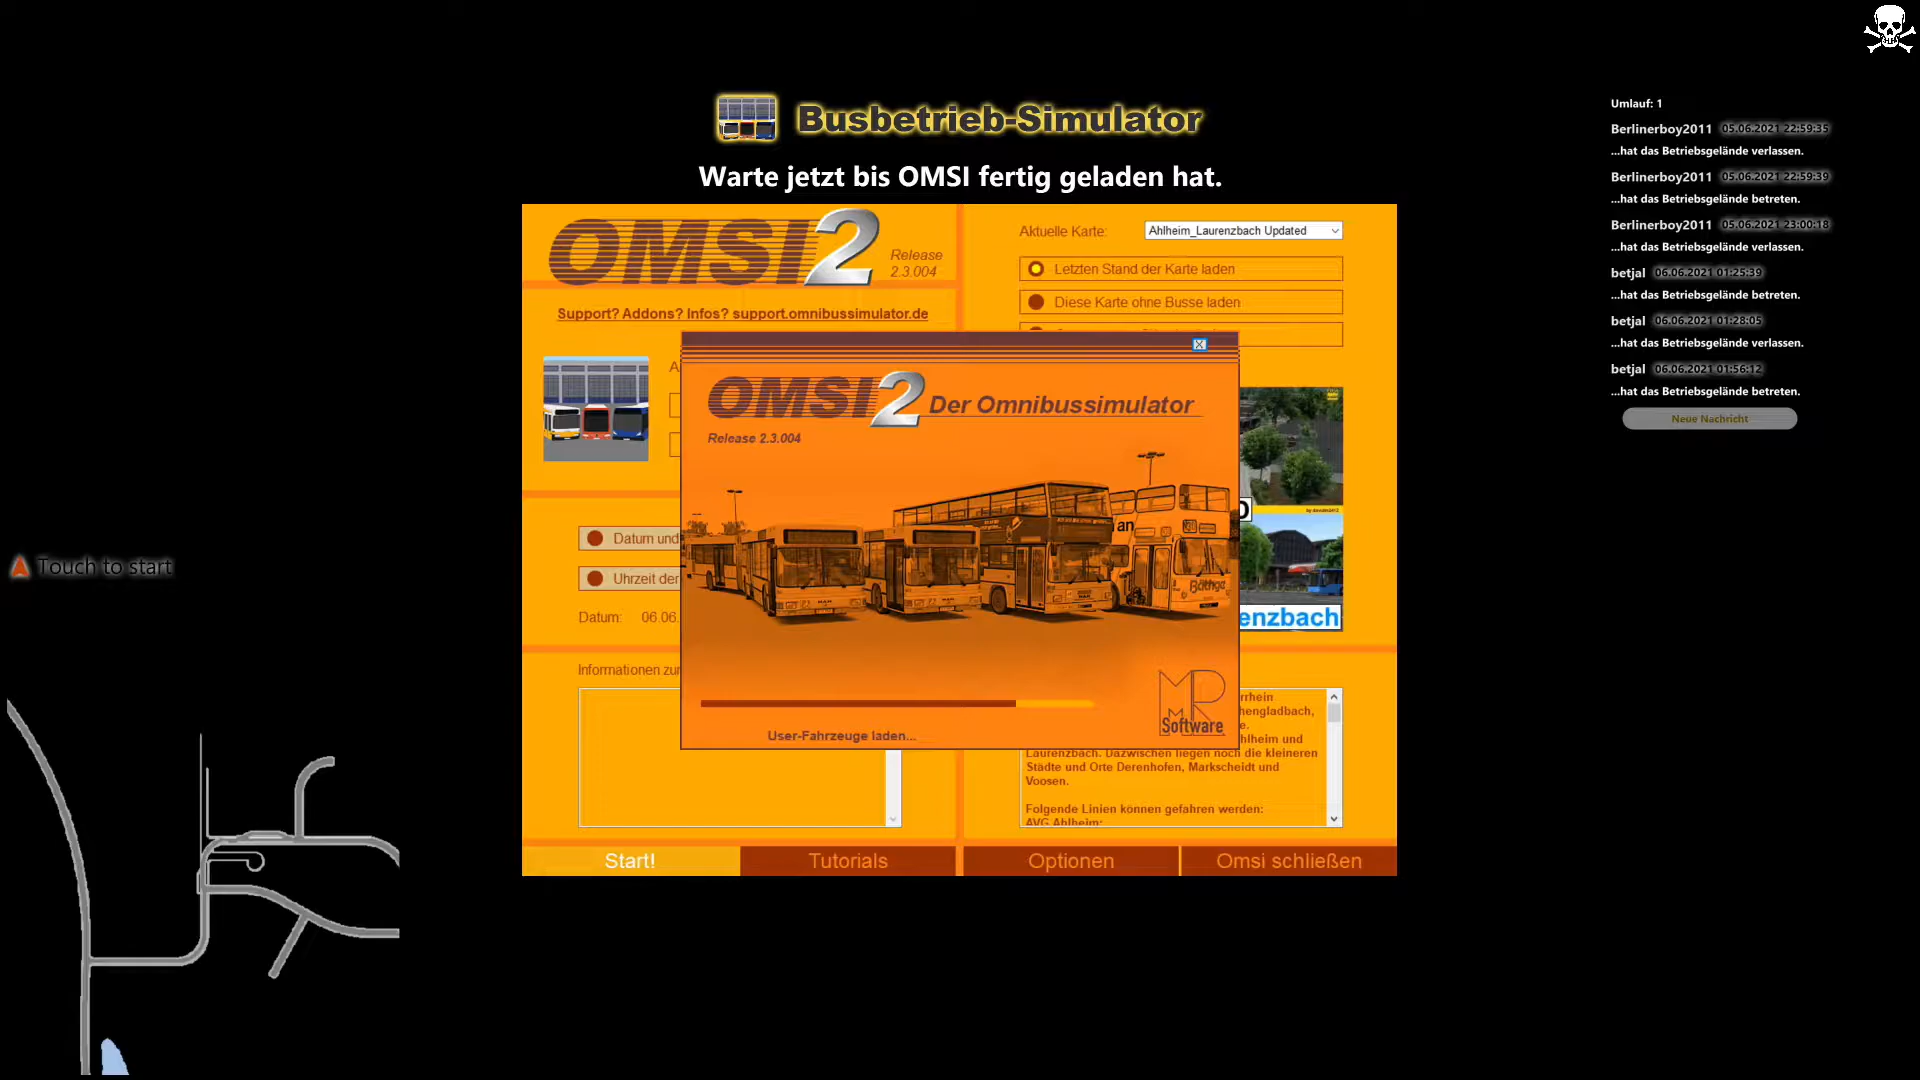 Busbetrieb-Simulator
Warte jetzt bis OMSI fertig geladen hat.
OMSI 2
Release
2.3.004
Support? Addons? Infos? support.omnibussimulator.de
Aktuelle Karte:
Ahlheim_Laurenzbach Updated
Letzten Stand der Karte laden
Diese Karte ohne Busse laden
OMSI 2 Der Omnibussimulator
Release 2.3.004
User-Fahrzeuge laden...
MR
Software
Datum und
Uhrzeit der
Datum: 06.06.
Informationen zur
enzbach
rrhein
hengladbach,
e.
hlheim und
Laurenzbach. Dazwischen liegen noch die kleineren
Städte und Orte Derenhofen, Markscheidt und
Voosen.
Folgende Linien können gefahren werden:
AVG Ahlheim:
Start!
Tutorials
Optionen
Omsi schließen
Touch to start
Umlauf: 1
Berlinerboy2011 05.06.2021 22:59:35
...hat das Betriebsgelände verlassen.
Berlinerboy2011 05.06.2021 22:59:39
...hat das Betriebsgelände betreten.
Berlinerboy2011 05.06.2021 23:00:18
...hat das Betriebsgelände verlassen.
betjal 06.06.2021 01:25:39
...hat das Betriebsgelände betreten.
betjal 06.06.2021 01:28:05
...hat das Betriebsgelände verlassen.
betjal 06.06.2021 01:56:12
...hat das Betriebsgelände betreten.
Neue Nachricht